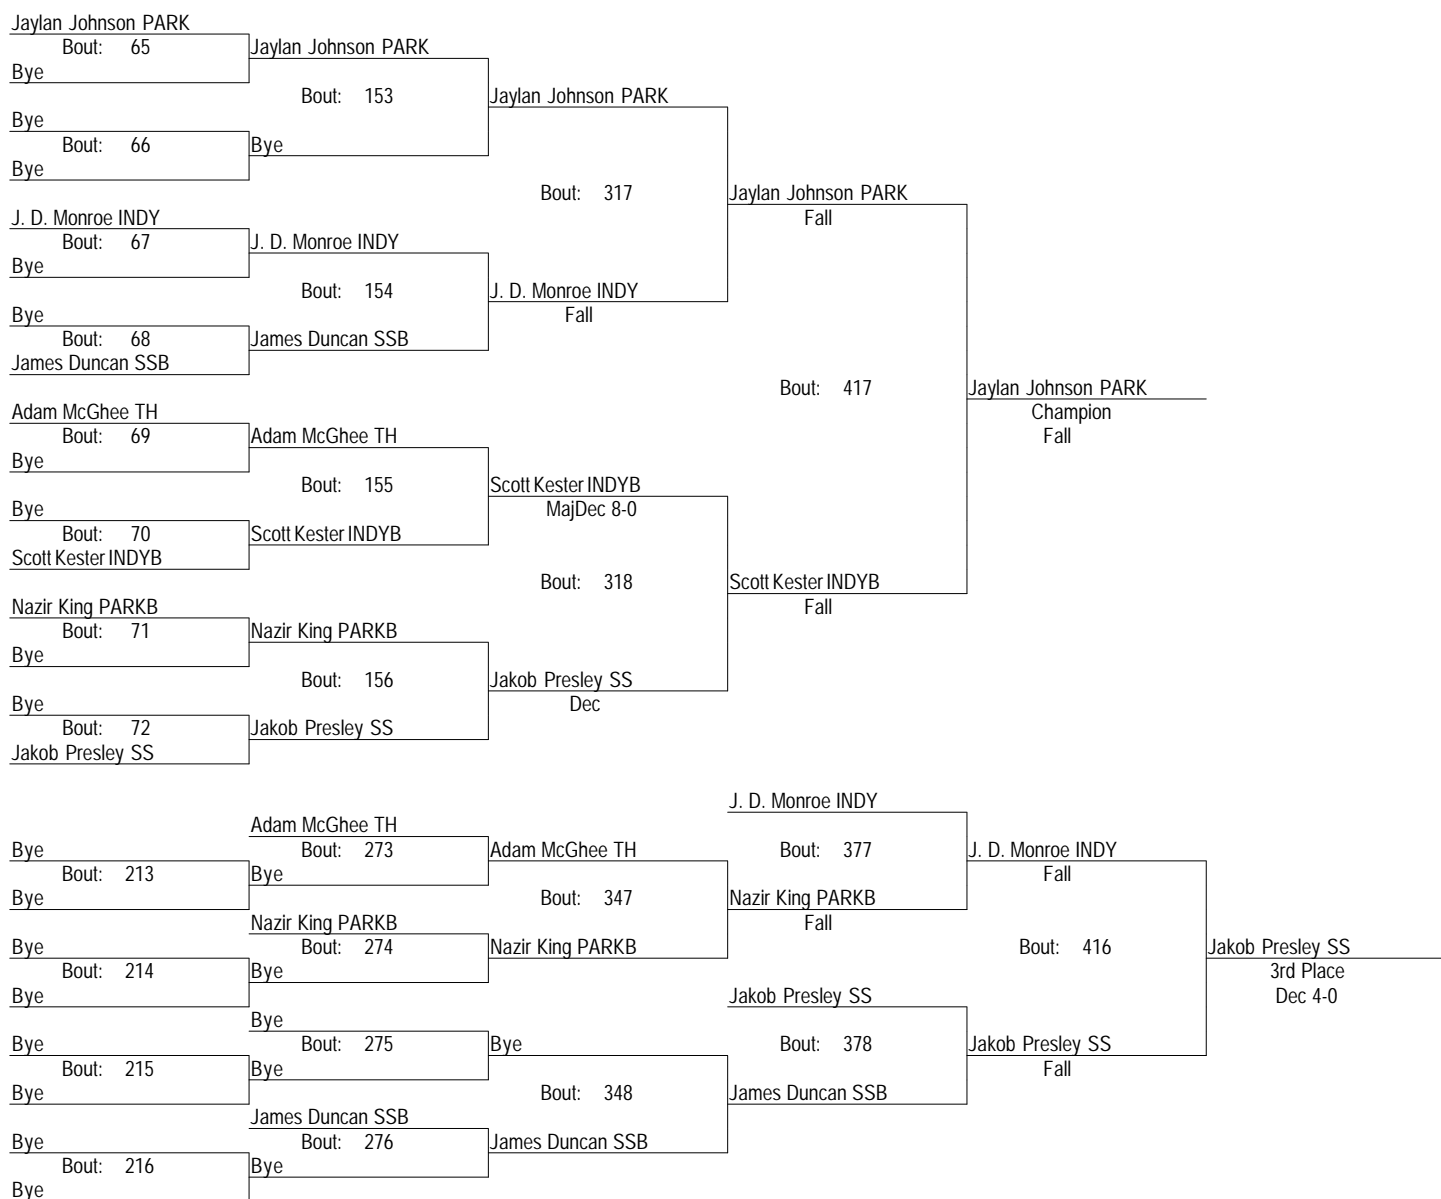 Jaylan Johnson PARK
Bout: 65 Jaylan Johnson PARK
Bye
Bout: 153 Jaylan Johnson PARK
Bye
Bout: 66 Bye
Bye
Bout: 317 Jaylan Johnson PARK
Fall
J. D. Monroe INDY
Bout: 67 J. D. Monroe INDY
Bye
Bout: 154 J. D. Monroe INDY
Fall
Bye
Bout: 68 James Duncan SSB
James Duncan SSB
Bout: 417 Jaylan Johnson PARK
Champion
Fall
Adam McGhee TH
Bout: 69 Adam McGhee TH
Bye
Bout: 155 Scott Kester INDYB
MajDec 8-0
Bye
Bout: 70 Scott Kester INDYB
Scott Kester INDYB
Bout: 318 Scott Kester INDYB
Fall
Nazir King PARKB
Bout: 71 Nazir King PARKB
Bye
Bout: 156 Jakob Presley SS
Dec
Bye
Bout: 72 Jakob Presley SS
Jakob Presley SS
J. D. Monroe INDY
Adam McGhee TH
Bye Bout: 273 Adam McGhee TH Bout: 377 J. D. Monroe INDY
Bout: 213 Bye Fall
Bye Bout: 347 Nazir King PARKB
Nazir King PARKB Fall
Bye Bout: 274 Nazir King PARKB Bout: 416 Jakob Presley SS
Bout: 214 Bye 3rd Place
Bye Jakob Presley SS Dec 4-0
Bye
Bye Bout: 275 Bye Bout: 378 Jakob Presley SS
Bout: 215 Bye Fall
Bye Bout: 348 James Duncan SSB
James Duncan SSB
Bye Bout: 276 James Duncan SSB
Bout: 216 Bye
Bye